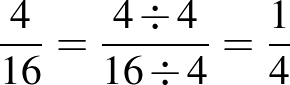 4/16 = (4 ÷ 4)/(16 ÷ 4) = 1/4